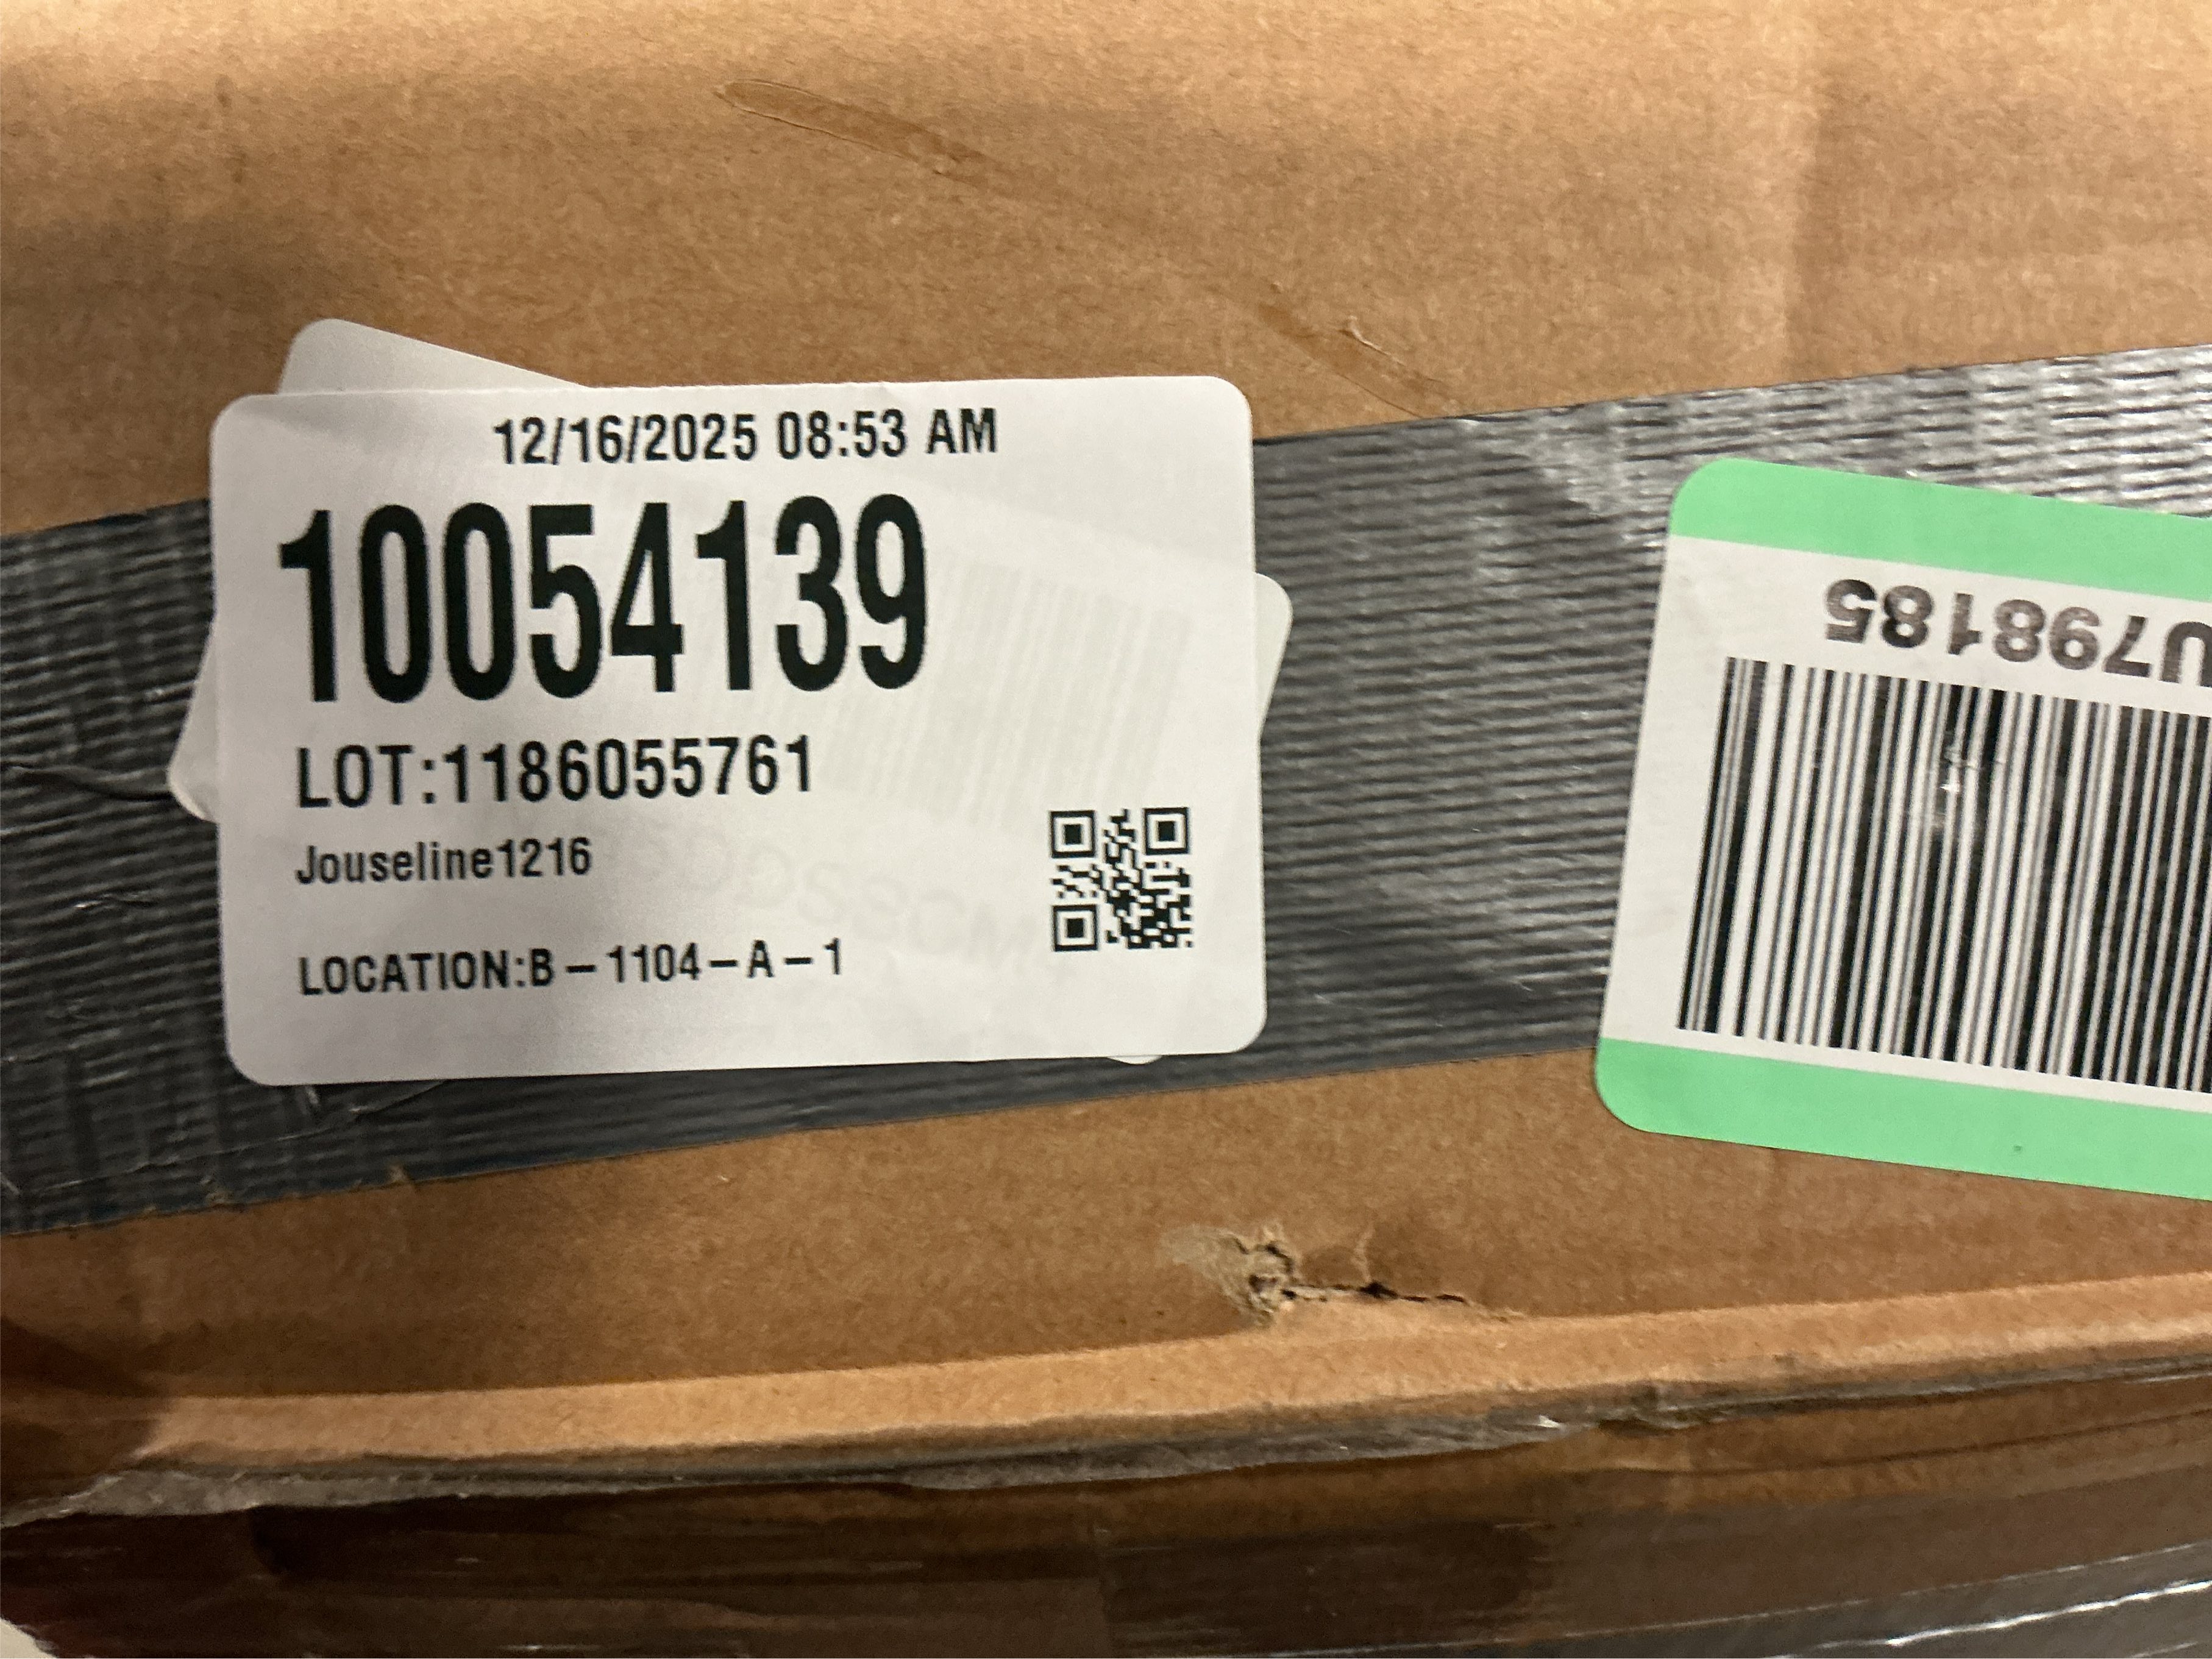 12/16/2025 08:53 AM
10054139
LOT:1186055761
Jouseline1216
LOCATION:B-1104-A-1
U798185